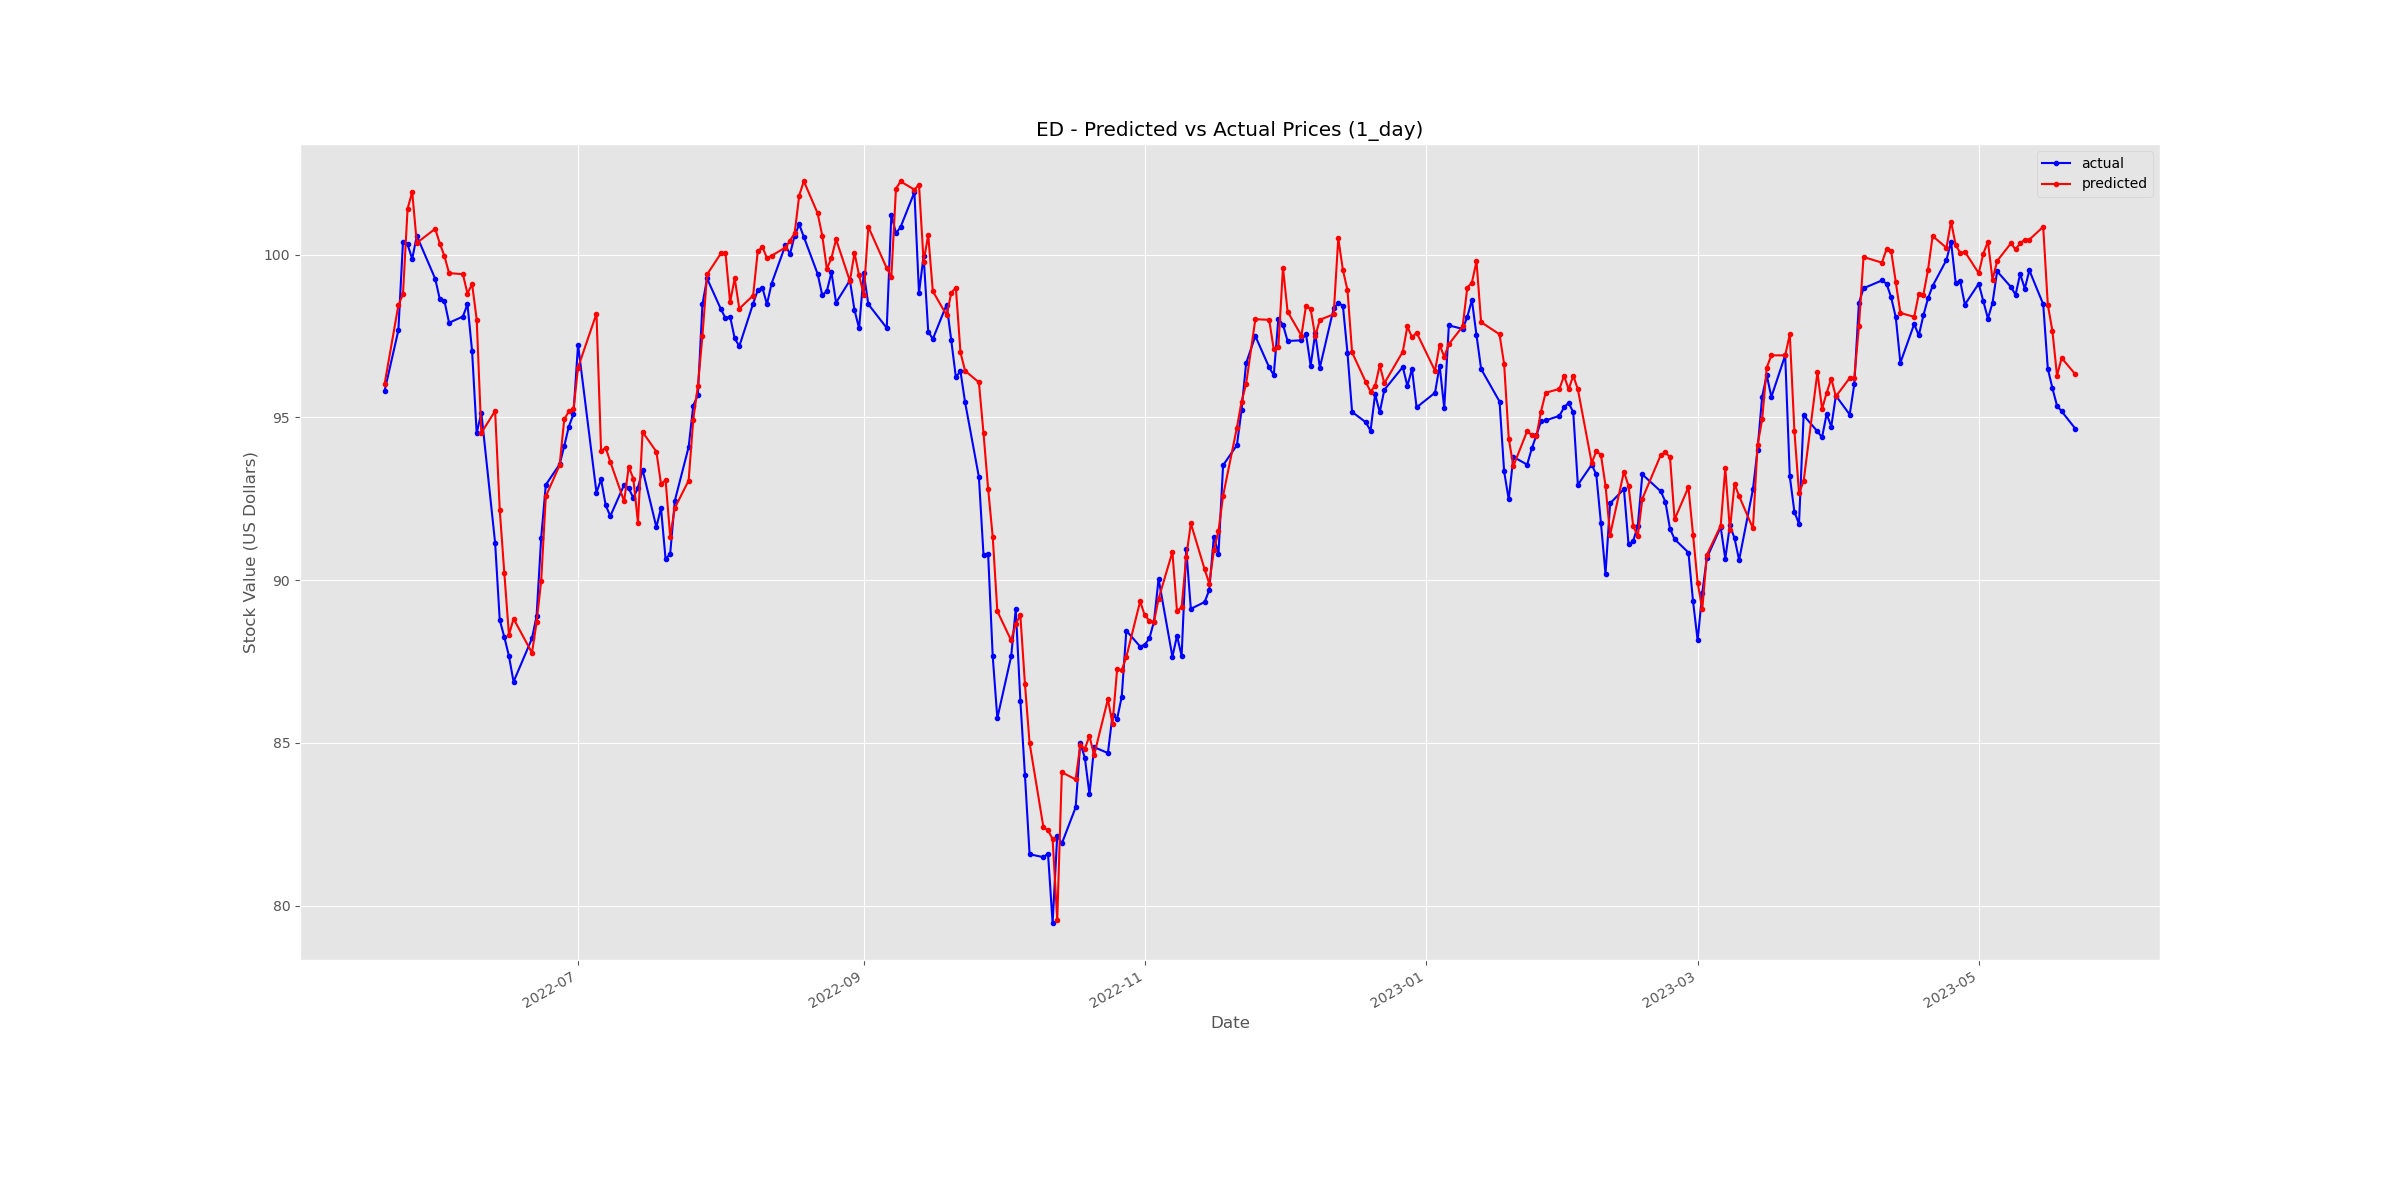 ED - Predicted vs Actual Prices (1_day)
actual
predicted
Stock Value (US Dollars)
100
95
90
85
80
2022-07
2022-09
2022-11
2023-01
2023-03
2023-05
Date